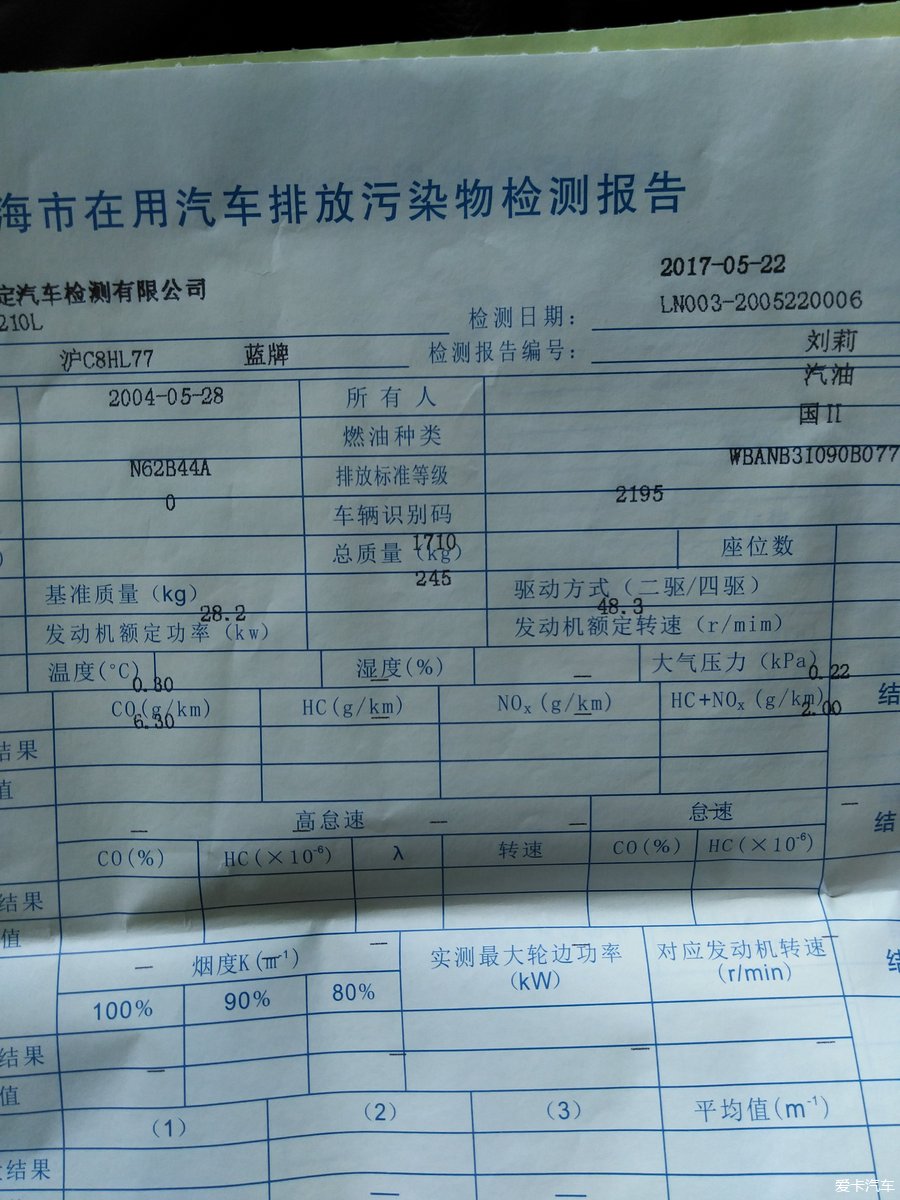 海市在用汽车排放污染物检测报告
2017-05-22
定汽车检测有限公司
检测日期：
LN003-2005220006
210L
沪C8HL77 蓝牌
检测报告编号：
刘莉
2004-05-28
所有人
汽油
燃油种类
国II
N62B44A
排放标准等级
WBANB31090B077
0
车辆识别码
2195
1710
)
总质量（kg）
座位数
245
基准质量（kg）
驱动方式（二驱/四驱）
28.2
48.3
发动机额定功率（kw）
发动机额定转速（r/mim）
温度(°C)
湿度(%)
大气压力（kPa）
0.30
—
—
0.22
CO(g/km)
HC(g/km)
NOx(g/km)
HC+NOx(g/km)
结
6.30
—
—
2.00
结果
值
高怠速
怠速
—
—
—
—
—
结
CO(%)
HC(×10-6)
λ
转速
CO(%)
HC(×10-6)
结果
值
烟度K(m-1)
实测最大轮边功率
(kW)
对应发动机转速
(r/min)
—
—
—
—
结
100%
90%
80%
结果
—
—
—
—
值
(1)
(2)
(3)
平均值(m-1)
结果
—
—
爱卡汽车